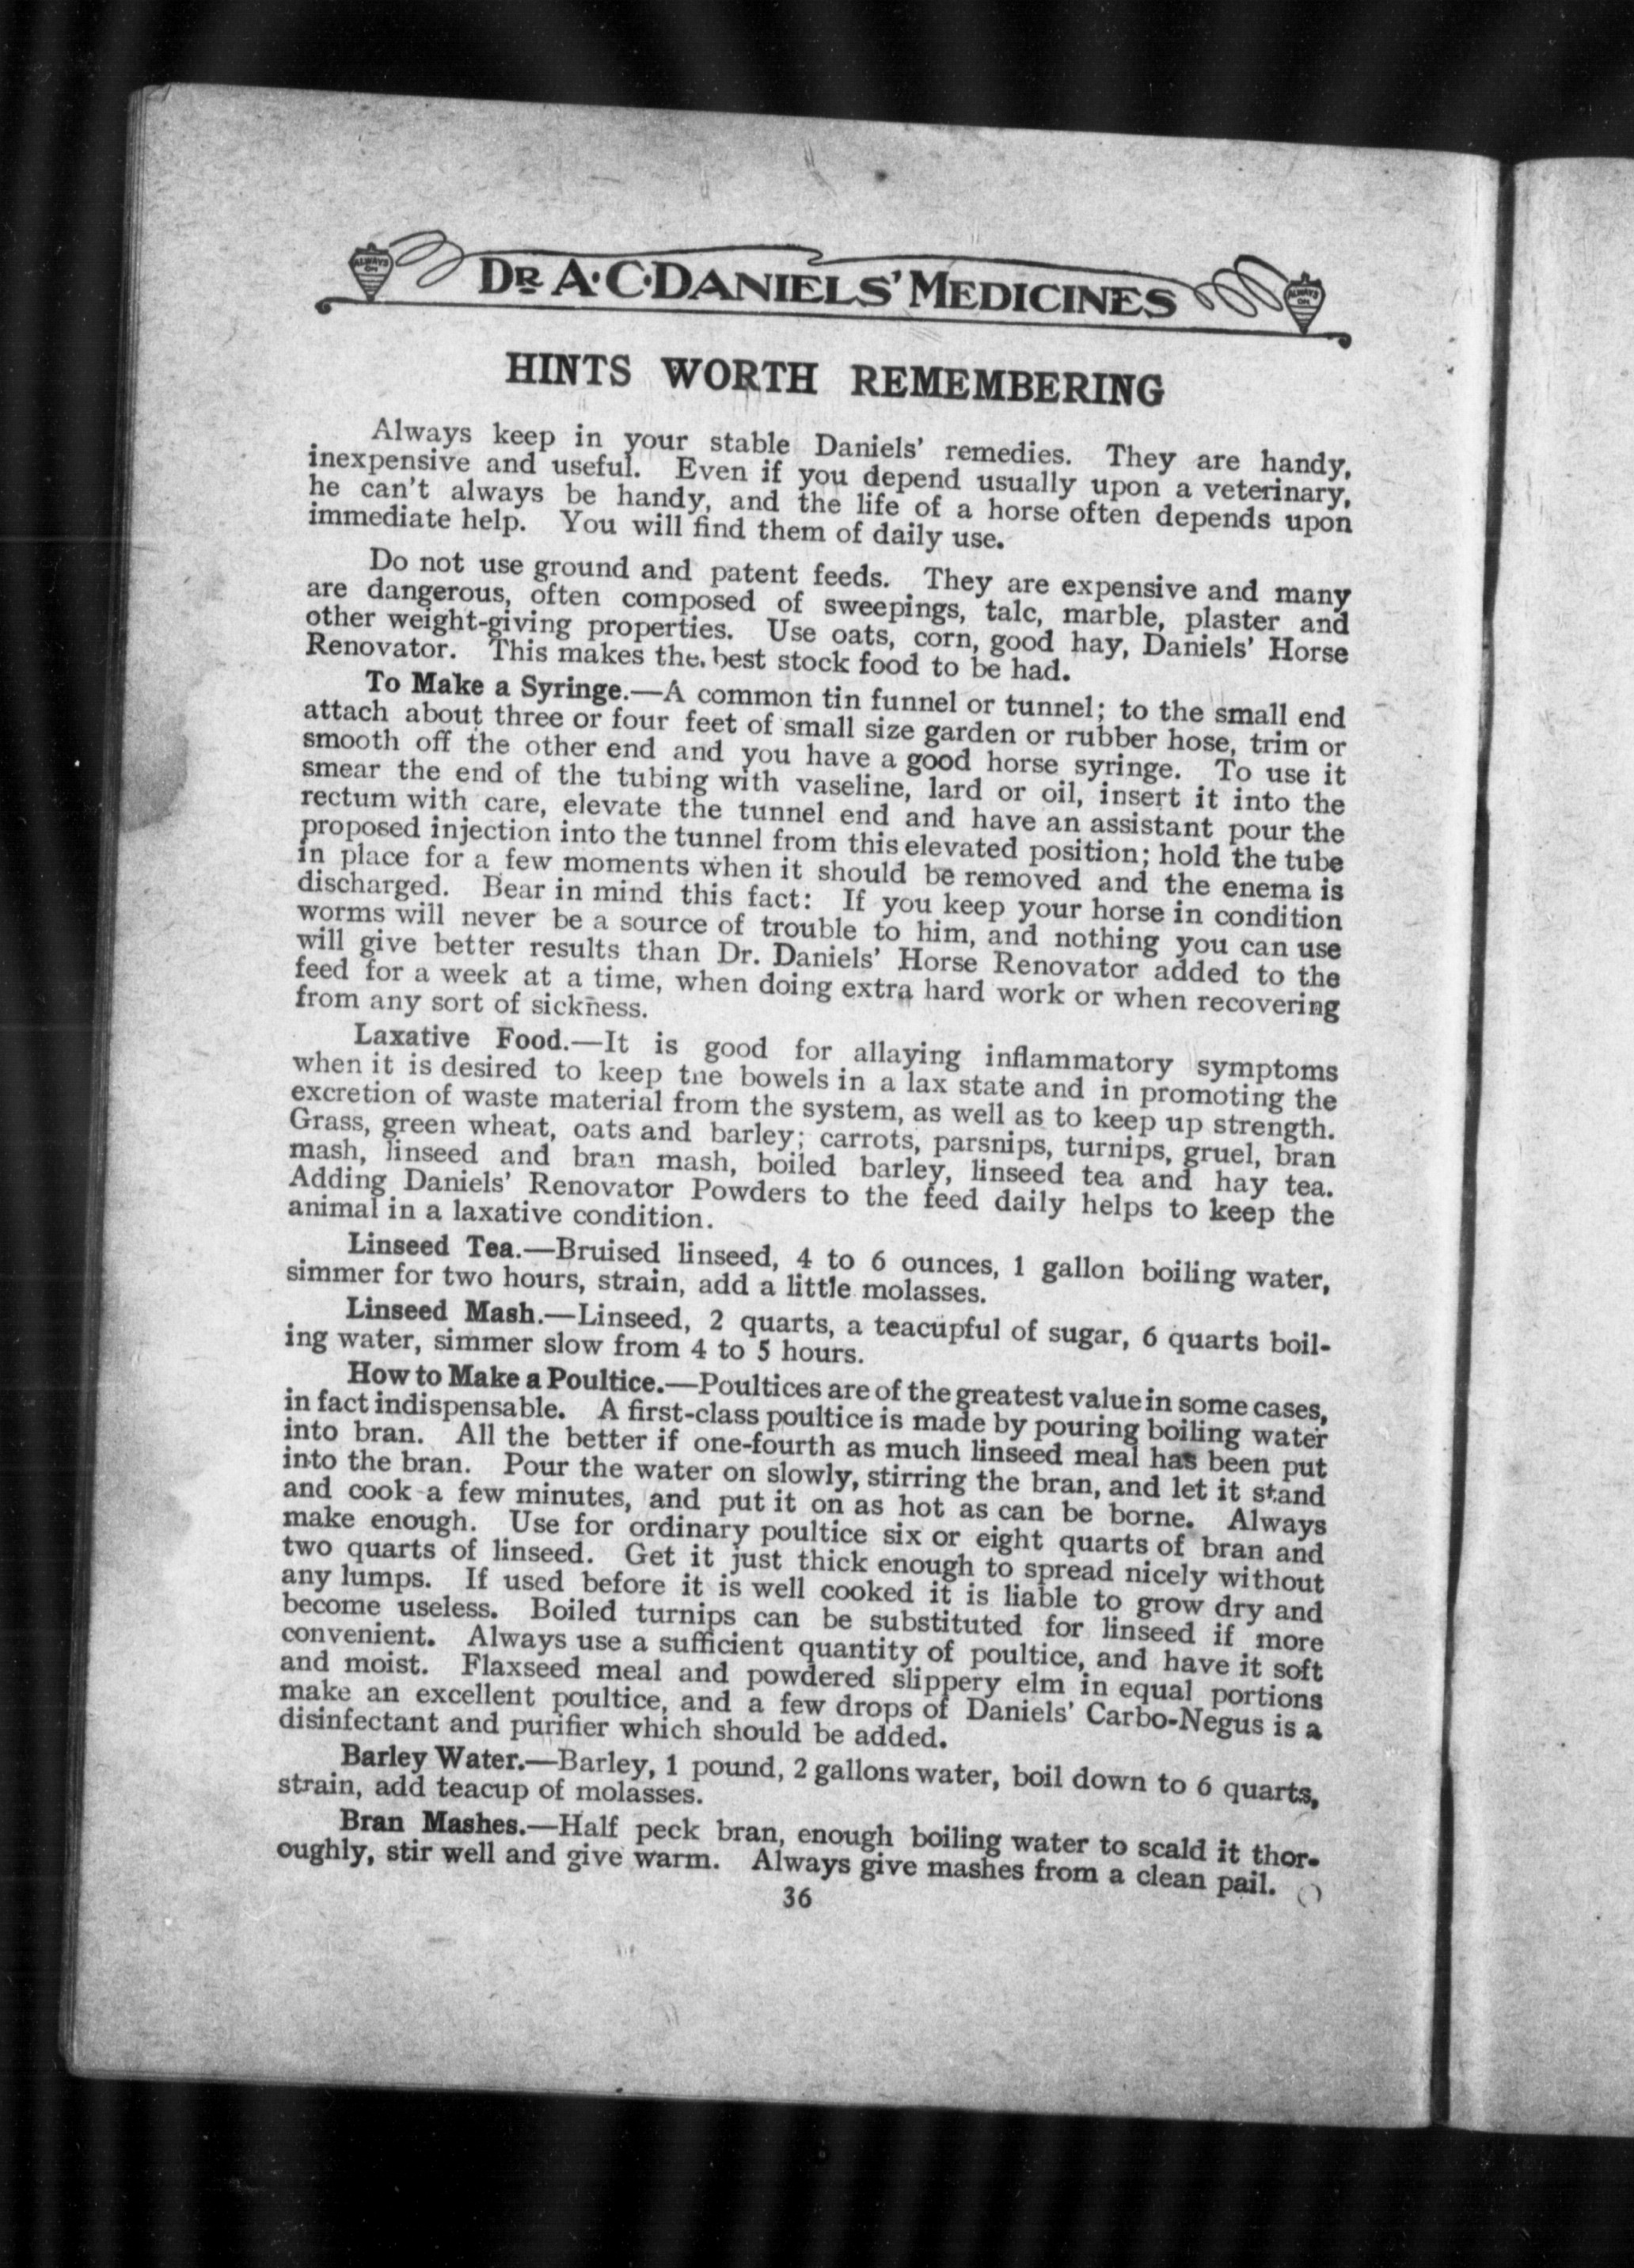 ALWAYS ON
DR. A. C. DANIELS' MEDICINES
ALWAYS ON
HINTS WORTH REMEMBERING
Always keep in your stable Daniels' remedies. They are handy,
inexpensive and useful. Even if you depend usually upon a veterinary,
he can't always be handy, and the life of a horse often depends upon
immediate help. You will find them of daily use.
Do not use ground and patent feeds. They are expensive and many
are dangerous, often composed of sweepings, talc, marble, plaster and
other weight-giving properties. Use oats, corn, good hay, Daniels' Horse
Renovator. This makes the best stock food to be had.
To Make a Syringe.—A common tin funnel or tunnel; to the small end
attach about three or four feet of small size garden or rubber hose, trim or
smooth off the other end and you have a good horse syringe. To use it
smear the end of the tubing with vaseline, lard or oil, insert it into the
rectum with care, elevate the tunnel end and have an assistant pour the
proposed injection into the tunnel from this elevated position; hold the tube
in place for a few moments when it should be removed and the enema is
discharged. Bear in mind this fact: If you keep your horse in condition
worms will never be a source of trouble to him, and nothing you can use
will give better results than Dr. Daniels' Horse Renovator added to the
feed for a week at a time, when doing extra hard work or when recovering
from any sort of sickness.
Laxative Food.—It is good for allaying inflammatory symptoms
when it is desired to keep the bowels in a lax state and in promoting the
excretion of waste material from the system, as well as to keep up strength.
Grass, green wheat, oats and barley; carrots, parsnips, turnips, gruel, bran
mash, linseed and bran mash, boiled barley, linseed tea and hay tea.
Adding Daniels' Renovator Powders to the feed daily helps to keep the
animal in a laxative condition.
Linseed Tea.—Bruised linseed, 4 to 6 ounces, 1 gallon boiling water,
simmer for two hours, strain, add a little molasses.
Linseed Mash.—Linseed, 2 quarts, a teacupful of sugar, 6 quarts boil-
ing water, simmer slow from 4 to 5 hours.
How to Make a Poultice.—Poultices are of the greatest value in some cases,
in fact indispensable. A first-class poultice is made by pouring boiling water
into bran. All the better if one-fourth as much linseed meal has been put
into the bran. Pour the water on slowly, stirring the bran, and let it stand
and cook a few minutes, and put it on as hot as can be borne. Always
make enough. Use for ordinary poultice six or eight quarts of bran and
two quarts of linseed. Get it just thick enough to spread nicely without
any lumps. If used before it is well cooked it is liable to grow dry and
become useless. Boiled turnips can be substituted for linseed if more
convenient. Always use a sufficient quantity of poultice, and have it soft
and moist. Flaxseed meal and powdered slippery elm in equal portions
make an excellent poultice, and a few drops of Daniels' Carbo-Negus is a
disinfectant and purifier which should be added.
Barley Water.—Barley, 1 pound, 2 gallons water, boil down to 6 quarts,
strain, add teacup of molasses.
Bran Mashes.—Half peck bran, enough boiling water to scald it thor-
oughly, stir well and give warm. Always give mashes from a clean pail.
36